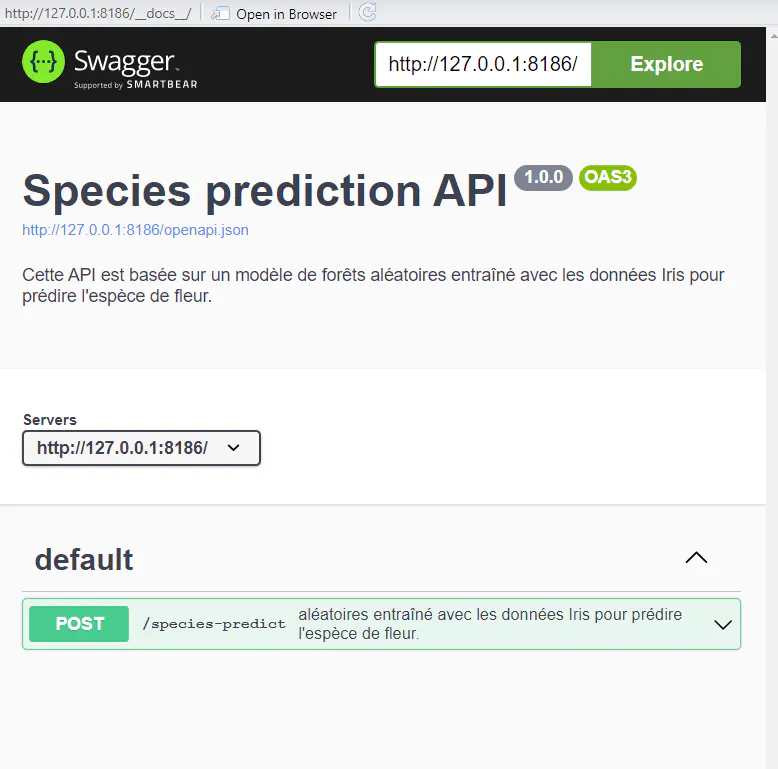 http://127.0.0.1:8186/__docs__/ Open in Browser
{...} Swagger™
Supported by SMARTBEAR
http://127.0.0.1:8186/ Explore
Species prediction API 1.0.0 OAS3
http://127.0.0.1:8186/openapi.json
Cette API est basée sur un modèle de forêts aléatoires entraîné avec les données Iris pour
prédire l'espèce de fleur.
Servers
http://127.0.0.1:8186/
default
POST /species-predict aléatoires entraîné avec les données Iris pour prédire
l'espèce de fleur.